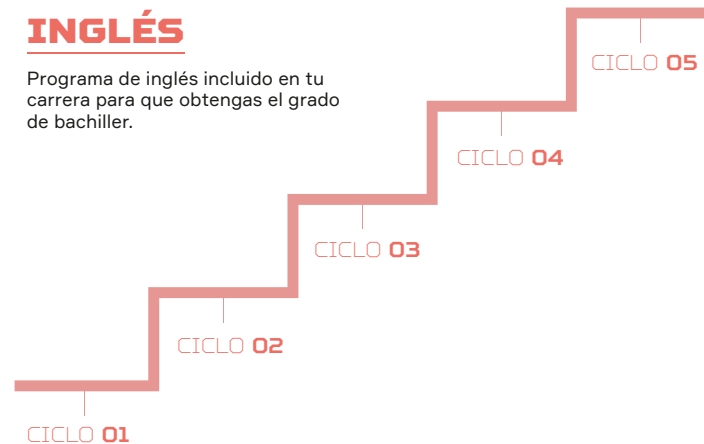 INGLÉS
Programa de inglés incluido en tu
carrera para que obtengas el grado
de bachiller.
CICLO 05
CICLO 04
CICLO 03
CICLO 02
CICLO 01